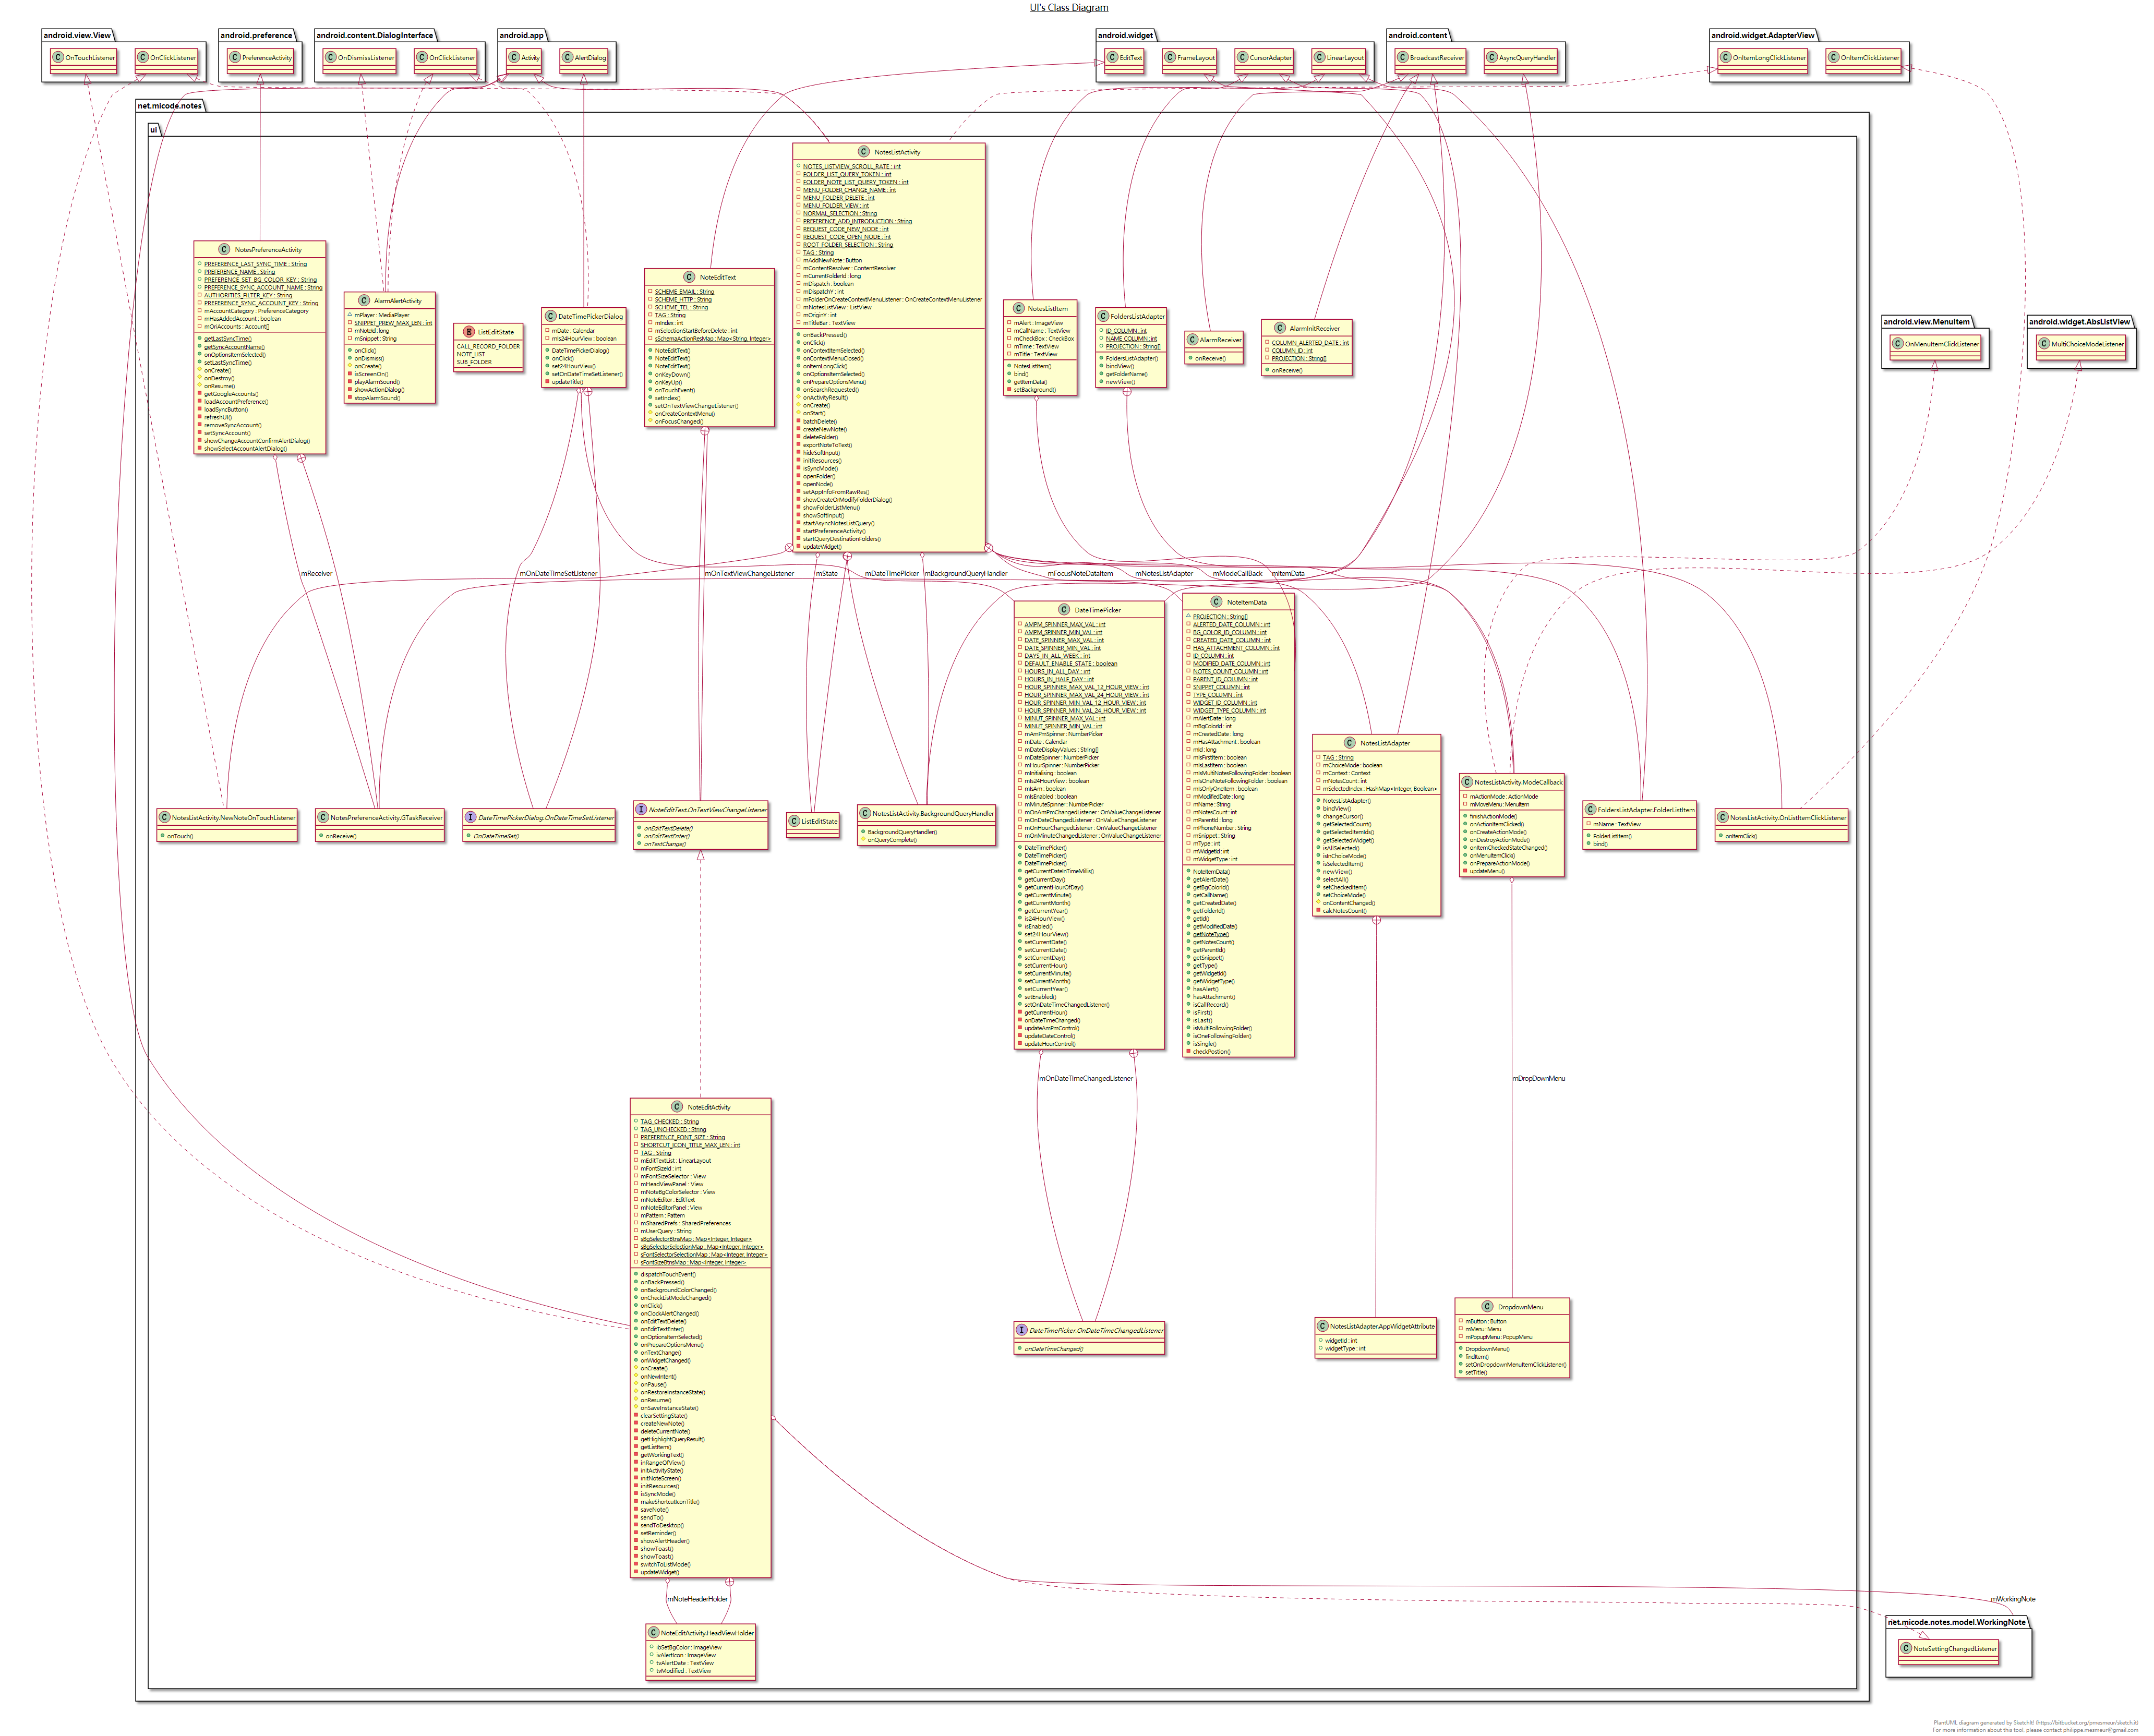 UI's Class Diagram
android.view.View
OnTouchListener
OnClickListener
android.preference
PreferenceActivity
android.content.DialogInterface
OnDismissListener
OnClickListener
android.app
Activity
AlertDialog
android.widget
EditText
FrameLayout
CursorAdapter
LinearLayout
android.content
BroadcastReceiver
AsyncQueryHandler
android.widget.AdapterView
OnItemLongClickListener
OnItemClickListener
net.micode.notes
ui
NotesListActivity
NOTES_LISTVIEW_SCROLL_RATE : int
FOLDER_LIST_QUERY_TOKEN : int
FOLDER_NOTE_LIST_QUERY_TOKEN : int
MENU_FOLDER_CHANGE_NAME : int
MENU_FOLDER_DELETE : int
MENU_FOLDER_VIEW : int
NORMAL_SELECTION : String
PREFERENCE_ADD_INTRODUCTION : String
REQUEST_CODE_NEW_NODE : int
REQUEST_CODE_OPEN_NODE : int
ROOT_FOLDER_SELECTION : String
TAG : String
mAddNewNote : Button
mContentResolver : ContentResolver
mCurrentFolderId : long
mDispatch : boolean
mDispatchY : int
mFolderOnCreateContextMenuListener : OnCreateContextMenuListener
mNotesListView : ListView
mOriginY : int
mTitleBar : TextView
onBackPressed()
onClick()
onContextItemSelected()
onContextMenuClosed()
onItemLongClick()
onOptionsItemSelected()
onPrepareOptionsMenu()
onSearchRequested()
onActivityResult()
onCreate()
onStart()
batchDelete()
createNewNote()
deleteFolder()
exportNoteToText()
hideSoftInput()
initResources()
isSyncMode()
openFolder()
openNode()
setAppInfoFromRawRes()
showCreateOrModifyFolderDialog()
showFolderListMenu()
showSoftInput()
startAsyncNotesListQuery()
startPreferenceActivity()
startQueryDestinationFolders()
updateWidget()
NotesPreferenceActivity
PREFERENCE_LAST_SYNC_TIME : String
PREFERENCE_NAME : String
PREFERENCE_SET_BG_COLOR_KEY : String
PREFERENCE_SYNC_ACCOUNT_NAME : String
AUTHORITIES_FILTER_KEY : String
PREFERENCE_SYNC_ACCOUNT_KEY : String
mAccountCategory : PreferenceCategory
mHasAddedAccount : boolean
mOriAccounts : Account[]
getLastSyncTime()
getSyncAccountName()
onOptionsItemSelected()
setLastSyncTime()
onCreate()
onDestroy()
onResume()
getGoogleAccounts()
loadAccountPreference()
loadSyncButton()
refreshUI()
removeSyncAccount()
setSyncAccount()
showChangeAccountConfirmAlertDialog()
showSelectAccountAlertDialog()
AlarmAlertActivity
mPlayer : MediaPlayer
SNIPPET_PREW_MAX_LEN : int
mNoteId : long
mSnippet : String
onClick()
onDismiss()
onCreate()
isScreenOn()
playAlarmSound()
showActionDialog()
stopAlarmSound()
ListEditState
CALL_RECORD_FOLDER
NOTE_LIST
SUB_FOLDER
DateTimePickerDialog
mDate : Calendar
mIs24HourView : boolean
DateTimePickerDialog()
onClick()
set24HourView()
setOnDateTimeSetListener()
updateTitle()
NoteEditText
SCHEME_EMAIL : String
SCHEME_HTTP : String
SCHEME_TEL : String
TAG : String
mIndex : int
mSelectionStartBeforeDelete : int
sSchemaActionResMap : Map<String, Integer>
NoteEditText()
NoteEditText()
NoteEditText()
onKeyDown()
onKeyUp()
onTouchEvent()
setIndex()
setOnTextViewChangeListener()
onCreateContextMenu()
onFocusChanged()
NotesListItem
mAlert : ImageView
mCallName : TextView
mCheckBox : CheckBox
mTime : TextView
mTitle : TextView
NotesListItem()
bind()
getItemData()
setBackground()
FoldersListAdapter
ID_COLUMN : int
NAME_COLUMN : int
PROJECTION : String[]
FoldersListAdapter()
bindView()
getFolderName()
newView()
AlarmReceiver
onReceive()
AlarmInitReceiver
COLUMN_ALERTED_DATE : int
COLUMN_ID : int
PROJECTION : String[]
onReceive()
android.view.MenuItem
OnMenuItemClickListener
android.widget.AbsListView
MultiChoiceModeListener
mReceiver
mOnDateTimeSetListener
mOnTextViewChangeListener
mState
mDateTimePicker
mBackgroundQueryHandler
mFocusNoteDataItem
mNotesListAdapter
mModeCallBack
mItemData
DateTimePicker
AMPM_SPINNER_MAX_VAL : int
AMPM_SPINNER_MIN_VAL : int
DATE_SPINNER_MAX_VAL : int
DATE_SPINNER_MIN_VAL : int
DAYS_IN_ALL_WEEK : int
DEFAULT_ENABLE_STATE : boolean
HOURS_IN_ALL_DAY : int
HOURS_IN_HALF_DAY : int
HOUR_SPINNER_MAX_VAL_12_HOUR_VIEW : int
HOUR_SPINNER_MAX_VAL_24_HOUR_VIEW : int
HOUR_SPINNER_MIN_VAL_12_HOUR_VIEW : int
HOUR_SPINNER_MIN_VAL_24_HOUR_VIEW : int
MINUT_SPINNER_MAX_VAL : int
MINUT_SPINNER_MIN_VAL : int
mAmPmSpinner : NumberPicker
mDate : Calendar
mDateDisplayValues : String[]
mDateSpinner : NumberPicker
mHourSpinner : NumberPicker
mInitialising : boolean
mIs24HourView : boolean
mIsAm : boolean
mIsEnabled : boolean
mMinuteSpinner : NumberPicker
mOnAmPmChangedListener : OnValueChangeListener
mOnDateChangedListener : OnValueChangeListener
mOnHourChangedListener : OnValueChangeListener
mOnMinuteChangedListener : OnValueChangeListener
DateTimePicker()
DateTimePicker()
DateTimePicker()
getCurrentDateInTimeMillis()
getCurrentDay()
getCurrentHourOfDay()
getCurrentMinute()
getCurrentMonth()
getCurrentYear()
is24HourView()
isEnabled()
set24HourView()
setCurrentDate()
setCurrentDate()
setCurrentDay()
setCurrentHour()
setCurrentMinute()
setCurrentMonth()
setCurrentYear()
setEnabled()
setOnDateTimeChangedListener()
getCurrentHour()
onDateTimeChanged()
updateAmPmControl()
updateDateControl()
updateHourControl()
NoteItemData
PROJECTION : String[]
ALERTED_DATE_COLUMN : int
BG_COLOR_ID_COLUMN : int
CREATED_DATE_COLUMN : int
HAS_ATTACHMENT_COLUMN : int
ID_COLUMN : int
MODIFIED_DATE_COLUMN : int
NOTES_COUNT_COLUMN : int
PARENT_ID_COLUMN : int
SNIPPET_COLUMN : int
TYPE_COLUMN : int
WIDGET_ID_COLUMN : int
WIDGET_TYPE_COLUMN : int
mAlertDate : long
mBgColorId : int
mCreatedDate : long
mHasAttachment : boolean
mId : long
mIsFirstItem : boolean
mIsLastItem : boolean
mIsMultiNotesFollowingFolder : boolean
mIsOneNoteFollowingFolder : boolean
mIsOnlyOneItem : boolean
mModifiedDate : long
mName : String
mNotesCount : int
mParentId : long
mPhoneNumber : String
mSnippet : String
mType : int
mWidgetId : int
mWidgetType : int
NoteItemData()
getAlertDate()
getBgColorId()
getCallName()
getCreatedDate()
getFolderId()
getId()
getModifiedDate()
getNoteType()
getNotesCount()
getParentId()
getSnippet()
getType()
getWidgetId()
getWidgetType()
hasAlert()
hasAttachment()
isCallRecord()
isFirst()
isLast()
isMultiFollowingFolder()
isOneFollowingFolder()
isSingle()
checkPostion()
NotesListAdapter
TAG : String
mChoiceMode : boolean
mContext : Context
mNotesCount : int
mSelectedIndex : HashMap<Integer, Boolean>
NotesListAdapter()
bindView()
changeCursor()
getSelectedCount()
getSelectedItemIds()
getSelectedWidget()
isAllSelected()
isInChoiceMode()
isSelectedItem()
newView()
selectAll()
setCheckedItem()
setChoiceMode()
onContentChanged()
calcNotesCount()
NotesListActivity.ModeCallback
mActionMode : ActionMode
mMoveMenu : MenuItem
finishActionMode()
onActionItemClicked()
onCreateActionMode()
onDestroyActionMode()
onItemCheckedStateChanged()
onMenuItemClick()
onPrepareActionMode()
updateMenu()
FoldersListAdapter.FolderListItem
mName : TextView
FolderListItem()
bind()
NotesListActivity.OnListItemClickListener
onItemClick()
NotesListActivity.NewNoteOnTouchListener
onTouch()
NotesPreferenceActivity.GTaskReceiver
onReceive()
DateTimePickerDialog.OnDateTimeSetListener
OnDateTimeSet()
NoteEditText.OnTextViewChangeListener
onEditTextDelete()
onEditTextEnter()
onTextChange()
ListEditState
NotesListActivity.BackgroundQueryHandler
BackgroundQueryHandler()
onQueryComplete()
mOnDateTimeChangedListener
mDropDownMenu
NoteEditActivity
TAG_CHECKED : String
TAG_UNCHECKED : String
PREFERENCE_FONT_SIZE : String
SHORTCUT_ICON_TITLE_MAX_LEN : int
TAG : String
mEditTextList : LinearLayout
mFontSizeId : int
mFontSizeSelector : View
mHeadViewPanel : View
mNoteBgColorSelector : View
mNoteEditor : EditText
mNoteEditorPanel : View
mPattern : Pattern
mSharedPrefs : SharedPreferences
mUserQuery : String
sBgSelectorBtnsMap : Map<Integer, Integer>
sBgSelectorSelectionMap : Map<Integer, Integer>
sFontSelectorSelectionMap : Map<Integer, Integer>
sFontSizeBtnsMap : Map<Integer, Integer>
dispatchTouchEvent()
onBackPressed()
onBackgroundColorChanged()
onCheckListModeChanged()
onClick()
onClockAlertChanged()
onEditTextDelete()
onEditTextEnter()
onOptionsItemSelected()
onPrepareOptionsMenu()
onTextChange()
onWidgetChanged()
onCreate()
onNewIntent()
onPause()
onRestoreInstanceState()
onResume()
onSaveInstanceState()
clearSettingState()
createNewNote()
deleteCurrentNote()
getHighlightQueryResult()
getListItem()
getWorkingText()
inRangeOfView()
initActivityState()
initNoteScreen()
initResources()
isSyncMode()
makeShortcutIconTitle()
saveNote()
sendTo()
sendToDesktop()
setReminder()
showAlertHeader()
showToast()
showToast()
switchToListMode()
updateWidget()
DateTimePicker.OnDateTimeChangedListener
onDateTimeChanged()
NotesListAdapter.AppWidgetAttribute
widgetId : int
widgetType : int
DropdownMenu
mButton : Button
mMenu : Menu
mPopupMenu : PopupMenu
DropdownMenu()
findItem()
setOnDropdownMenuItemClickListener()
setTitle()
mNoteHeaderHolder
mWorkingNote
NoteEditActivity.HeadViewHolder
ibSetBgColor : ImageView
ivAlertIcon : ImageView
tvAlertDate : TextView
tvModified : TextView
net.micode.notes.model.WorkingNote
NoteSettingChangedListener
PlantUML diagram generated by SketchIt! (https://bitbucket.org/pmesmeur/sketch.it)
For more information about this tool, please contact philippe.mesmeur@gmail.com